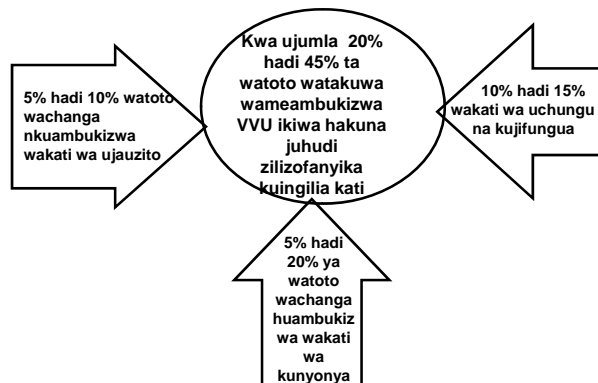 Kwa ujumla 20%
hadi 45% ta
watoto watakuwa
wameambukizwa
VVU ikiwa hakuna
juhudi
zilizofanyika
kuingilia kati
5% hadi 10% watoto
wachanga
nkuambukizwa
wakati wa ujauzito
10% hadi 15%
wakati wa uchungu
na kujifungua
5% hadi
20% ya
watoto
wachanga
huambukiz
wa wakati
wa
kunyonya